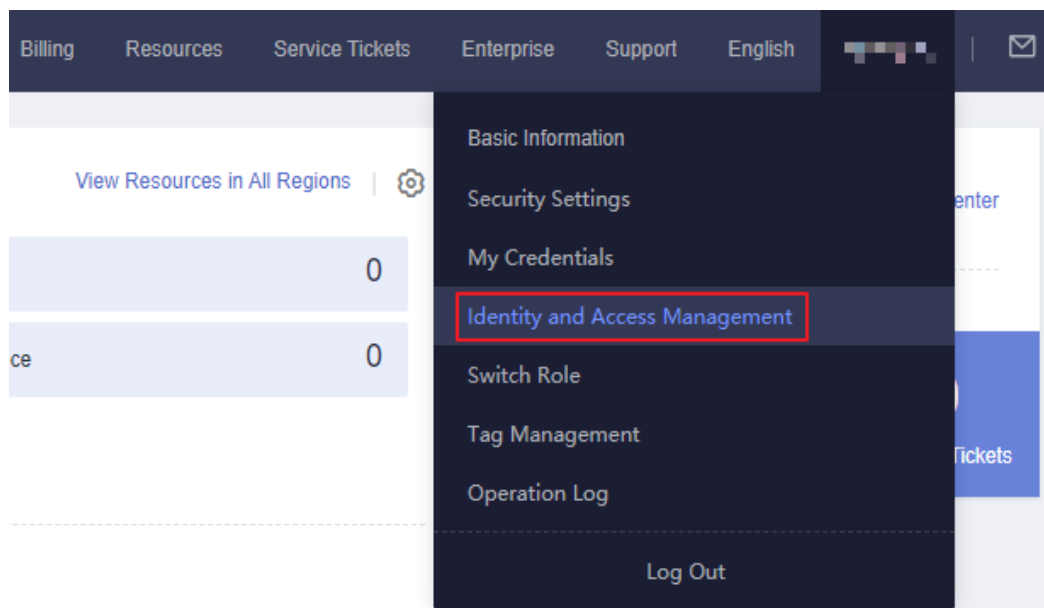 Billing Resources Service Tickets Enterprise Support English
Basic Information
View Resources in All Regions
Security Settings
enter
My Credentials
0
Identity and Access Management
ce
0
Switch Role
Tag Management
Tickets
Operation Log
Log Out